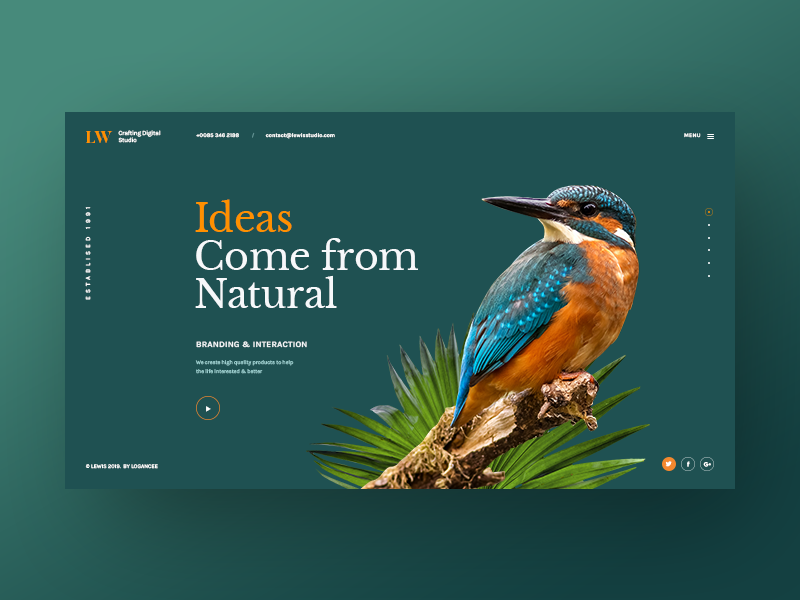 LW
Crafting Digital
Studio
+0085 346 2198 / contact@lewisstudio.com
MENU
ESTABLISED 1991
Ideas
Come from
Natural
BRANDING & INTERACTION
We create high quality products to help
the life interested & better
© LEWIS 2019. BY LOGANCEE
f
G+